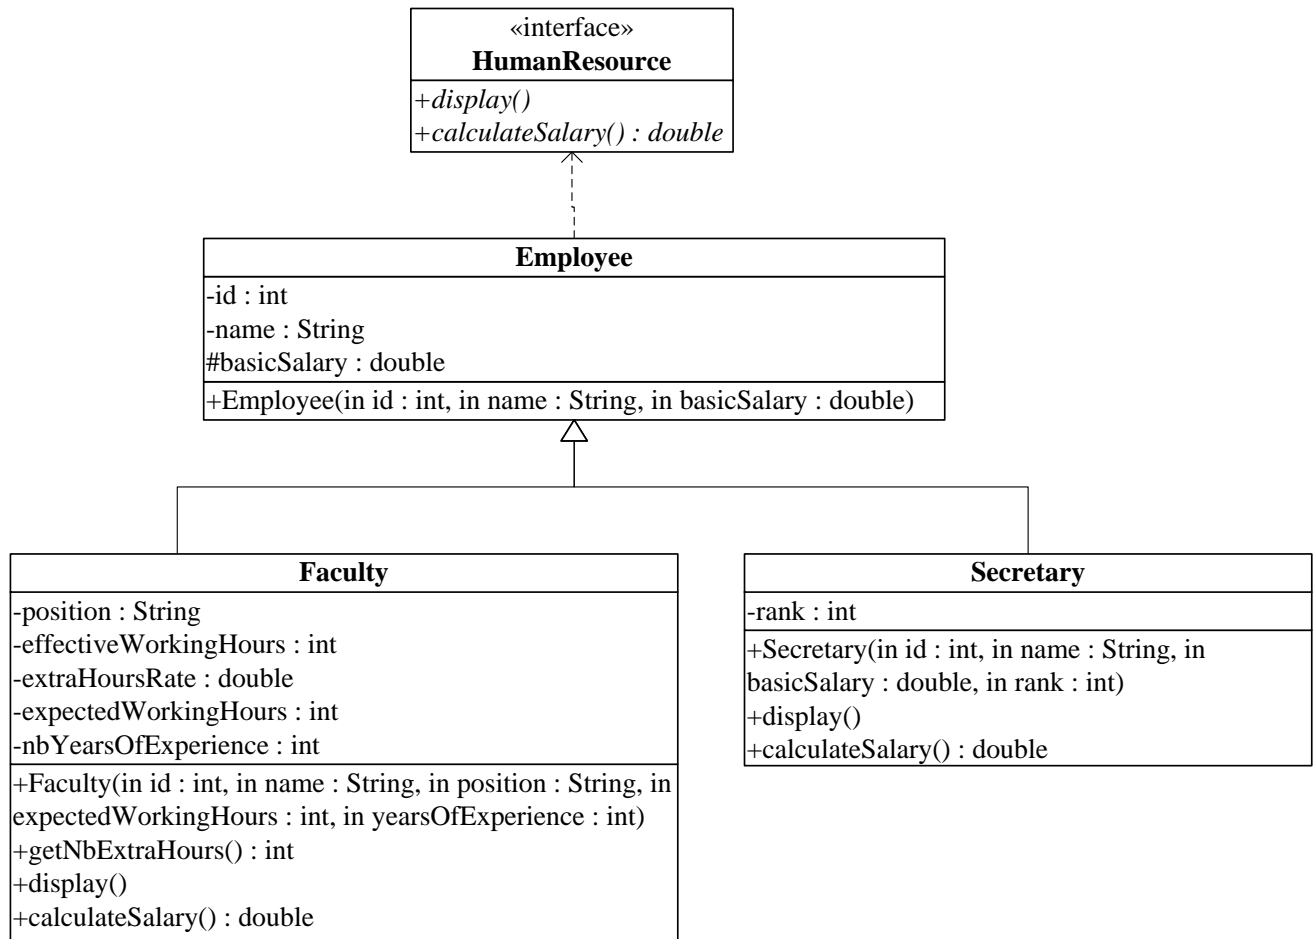 «interface»
HumanResource
+display()
+calculateSalary() : double
Employee
-id : int
-name : String
#basicSalary : double
+Employee(in id : int, in name : String, in basicSalary : double)
Faculty
-position : String
-effectiveWorkingHours : int
-extraHoursRate : double
-expectedWorkingHours : int
-nbYearsOfExperience : int
+Faculty(in id : int, in name : String, in position : String, in
expectedWorkingHours : int, in yearsOfExperience : int)
+getNbExtraHours() : int
+display()
+calculateSalary() : double
Secretary
-rank : int
+Secretary(in id : int, in name : String, in
basicSalary : double, in rank : int)
+display()
+calculateSalary() : double